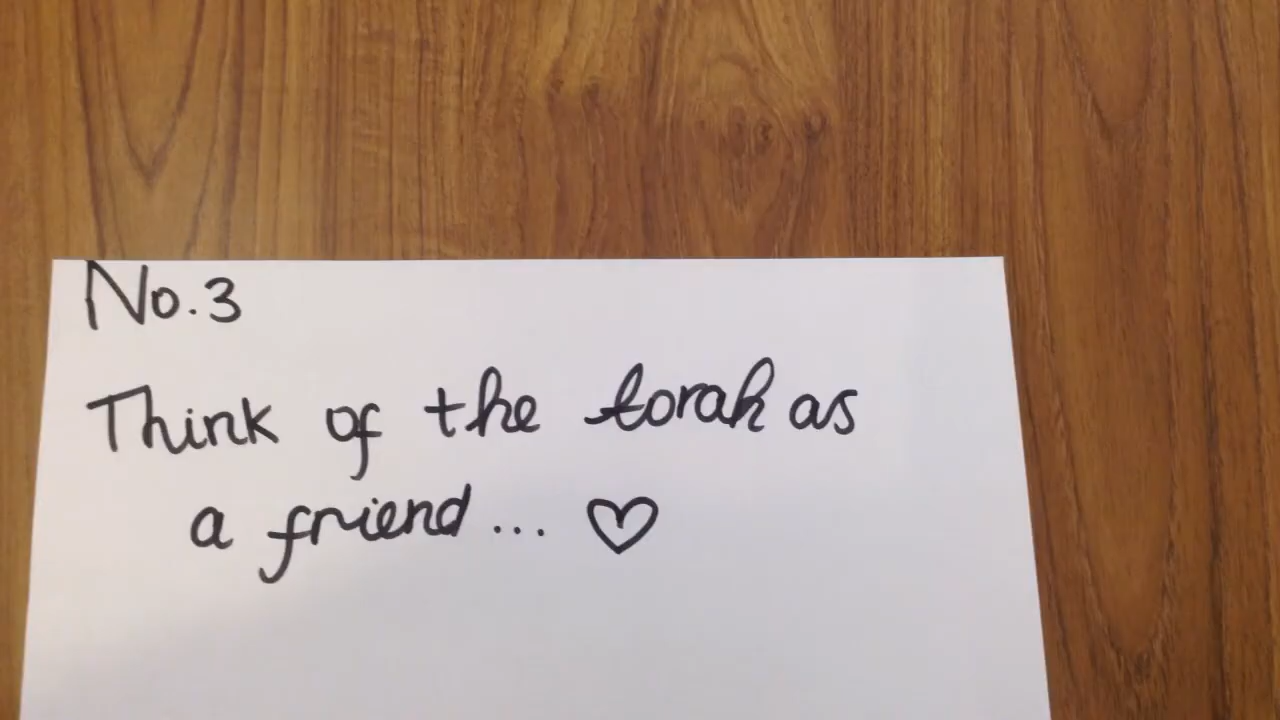 No.3
Think of the torah as
a friend... ♡